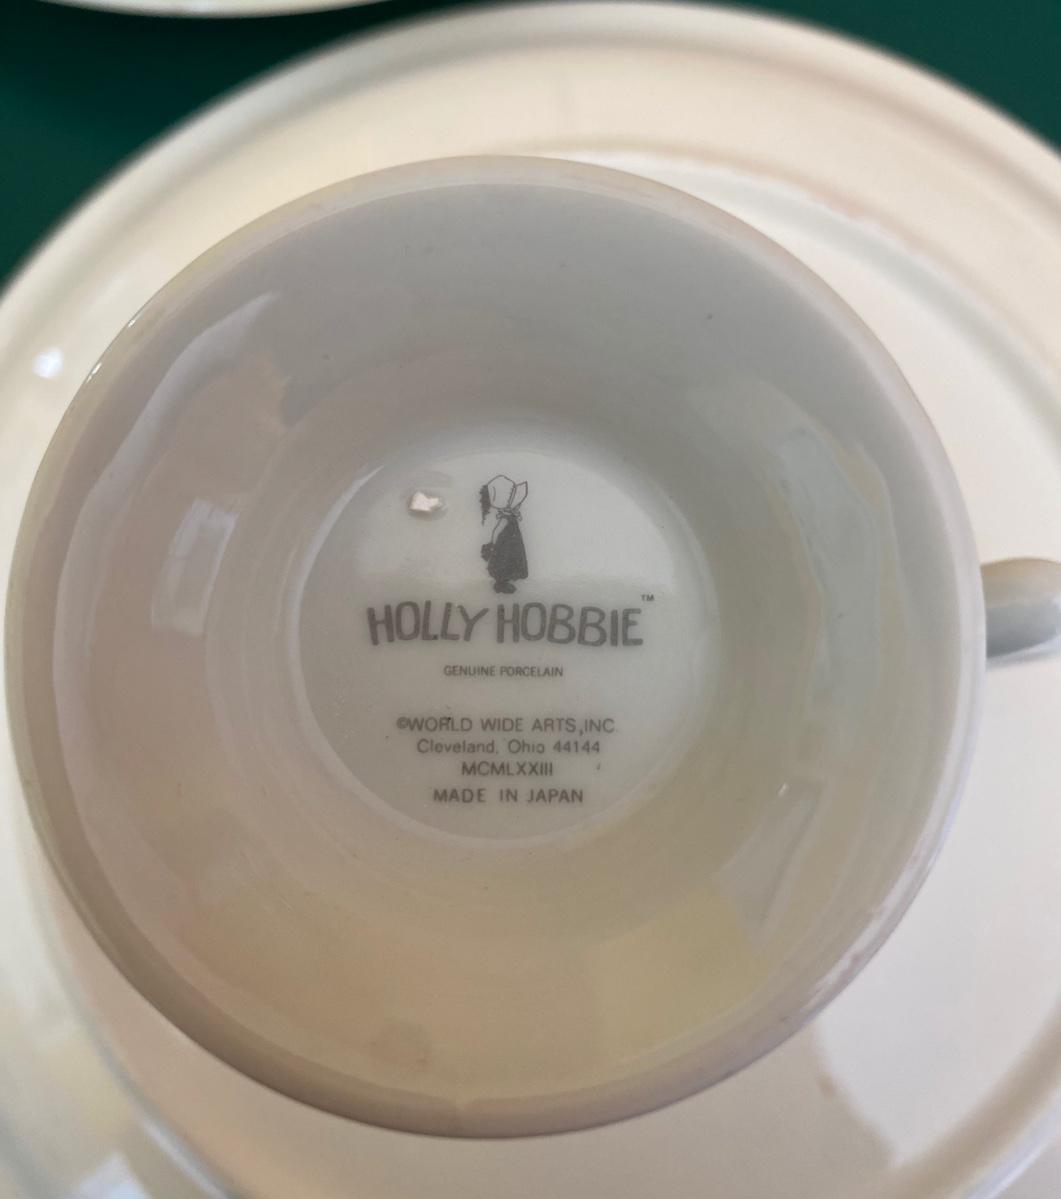 HOLLY HOBBIE™
GENUINE PORCELAIN
©WORLD WIDE ARTS, INC.
Cleveland, Ohio 44144
MCMLXXIII
MADE IN JAPAN